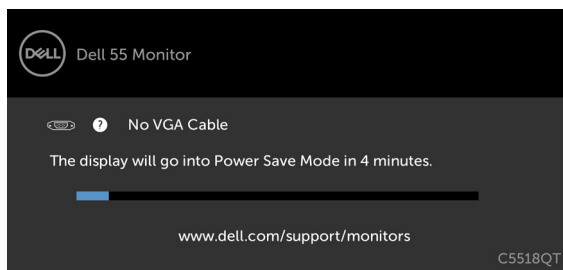 DELL
Dell 55 Monitor
? No VGA Cable
The display will go into Power Save Mode in 4 minutes.
www.dell.com/support/monitors
C5518QT